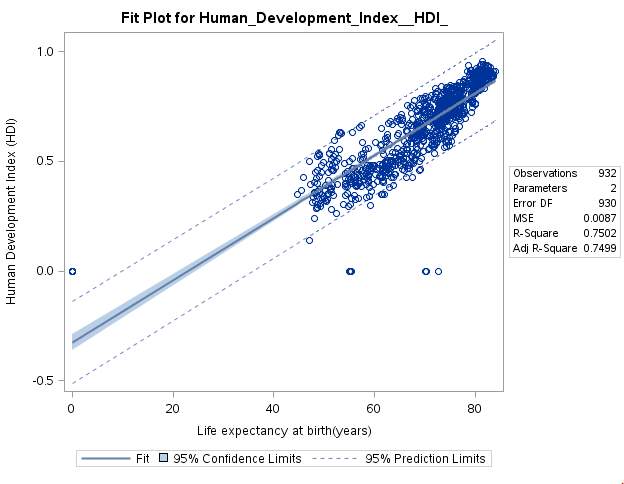 Fit Plot for Human_Development_Index__HDI_
1.0
0.5
0.0
-0.5
Human Development Index (HDI)
0 20 40 60 80
Life expectancy at birth(years)
Fit 95% Confidence Limits 95% Prediction Limits
Observations 932
Parameters 2
Error DF 930
MSE 0.0087
R-Square 0.7502
Adj R-Square 0.7499